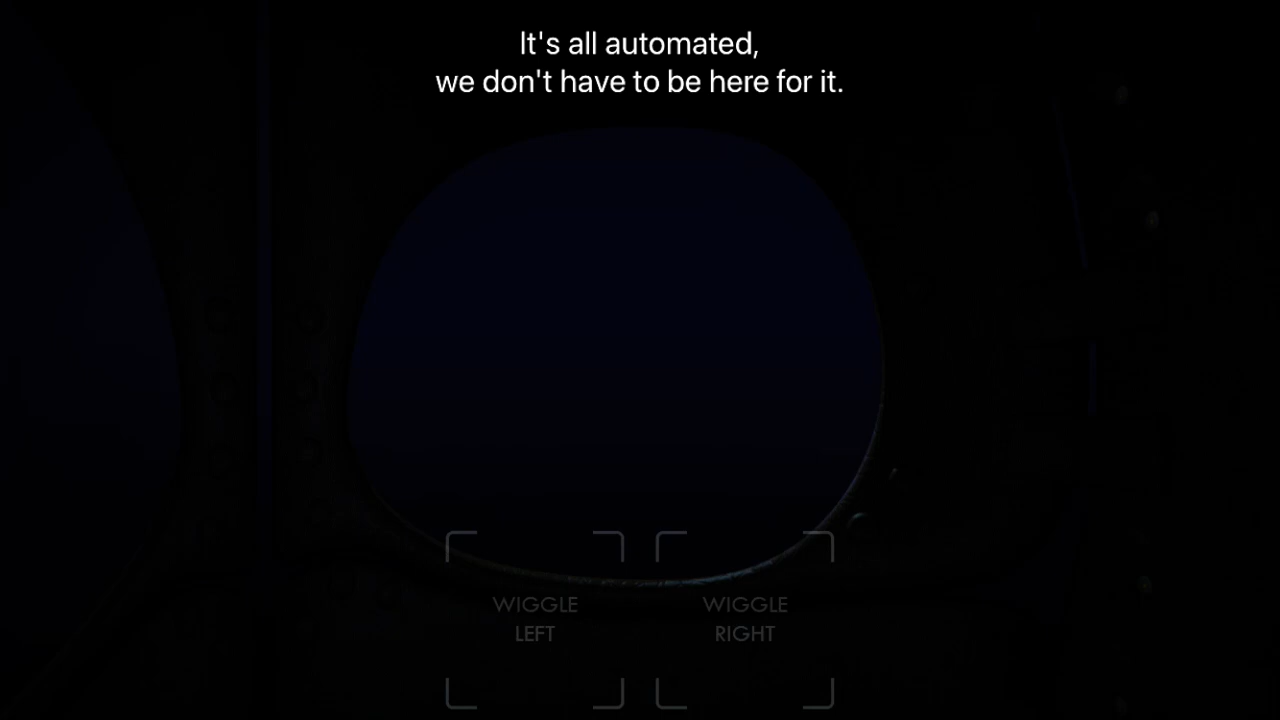 It's all automated,
we don't have to be here for it.
WIGGLE
LEFT
WIGGLE
RIGHT